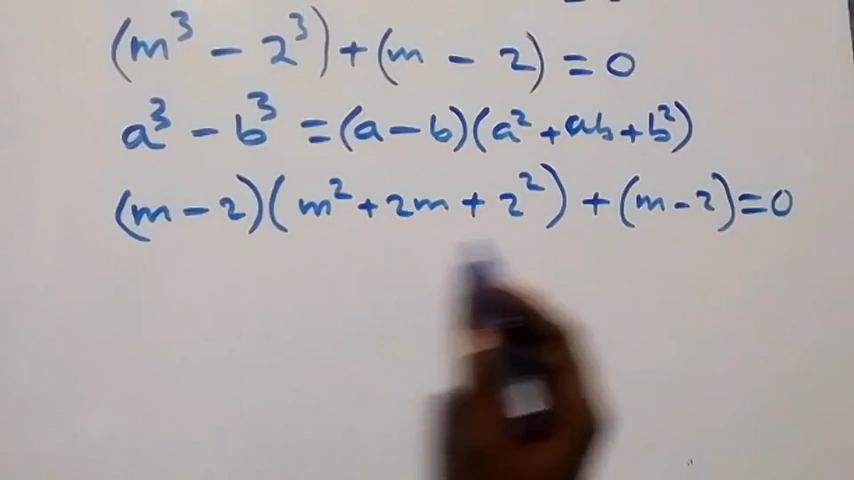 (m³ - 2³) + (m - 2) = 0
a³ - b³ = (a - b)(a² + ab + b²)
(m - 2)(m² + 2m + 2²) + (m - 2) = 0